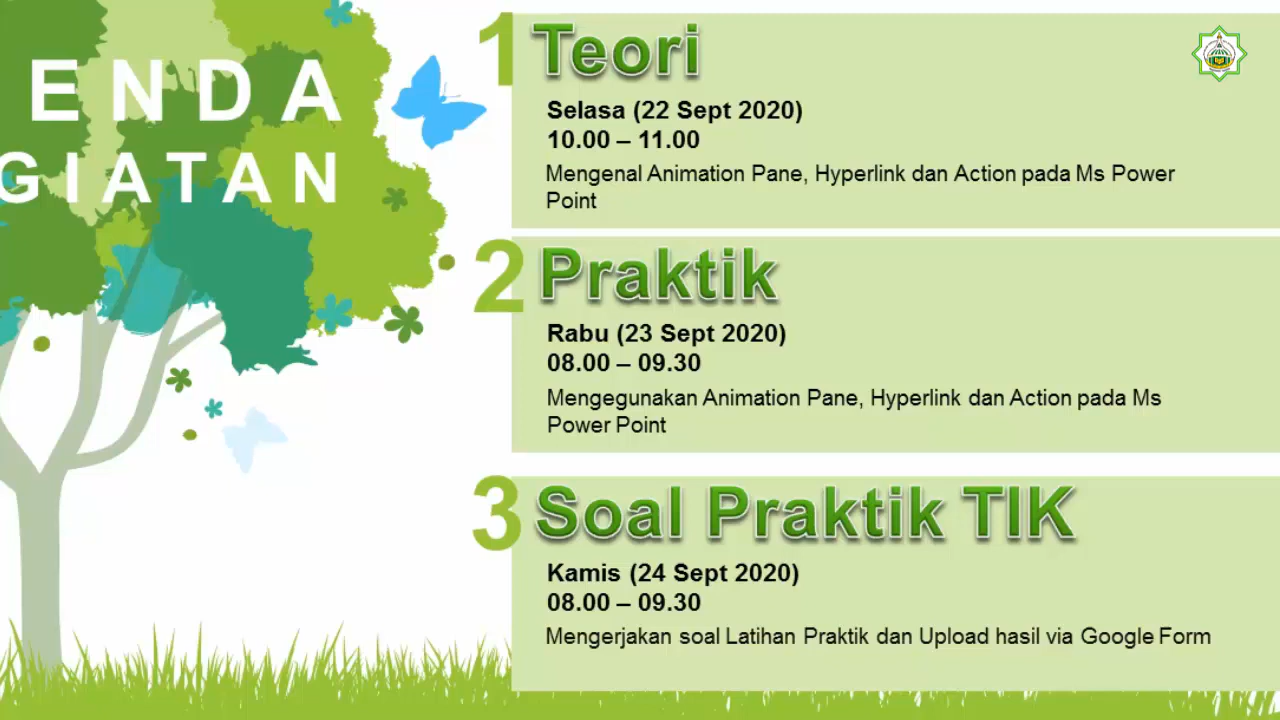 ENDA
GIATAN
1 Teori
Selasa (22 Sept 2020)
10.00 – 11.00
Mengenal Animation Pane, Hyperlink dan Action pada Ms Power
Point
2 Praktik
Rabu (23 Sept 2020)
08.00 – 09.30
Mengegunakan Animation Pane, Hyperlink dan Action pada Ms
Power Point
3 Soal Praktik TIK
Kamis (24 Sept 2020)
08.00 – 09.30
Mengerjakan soal Latihan Praktik dan Upload hasil via Google Form